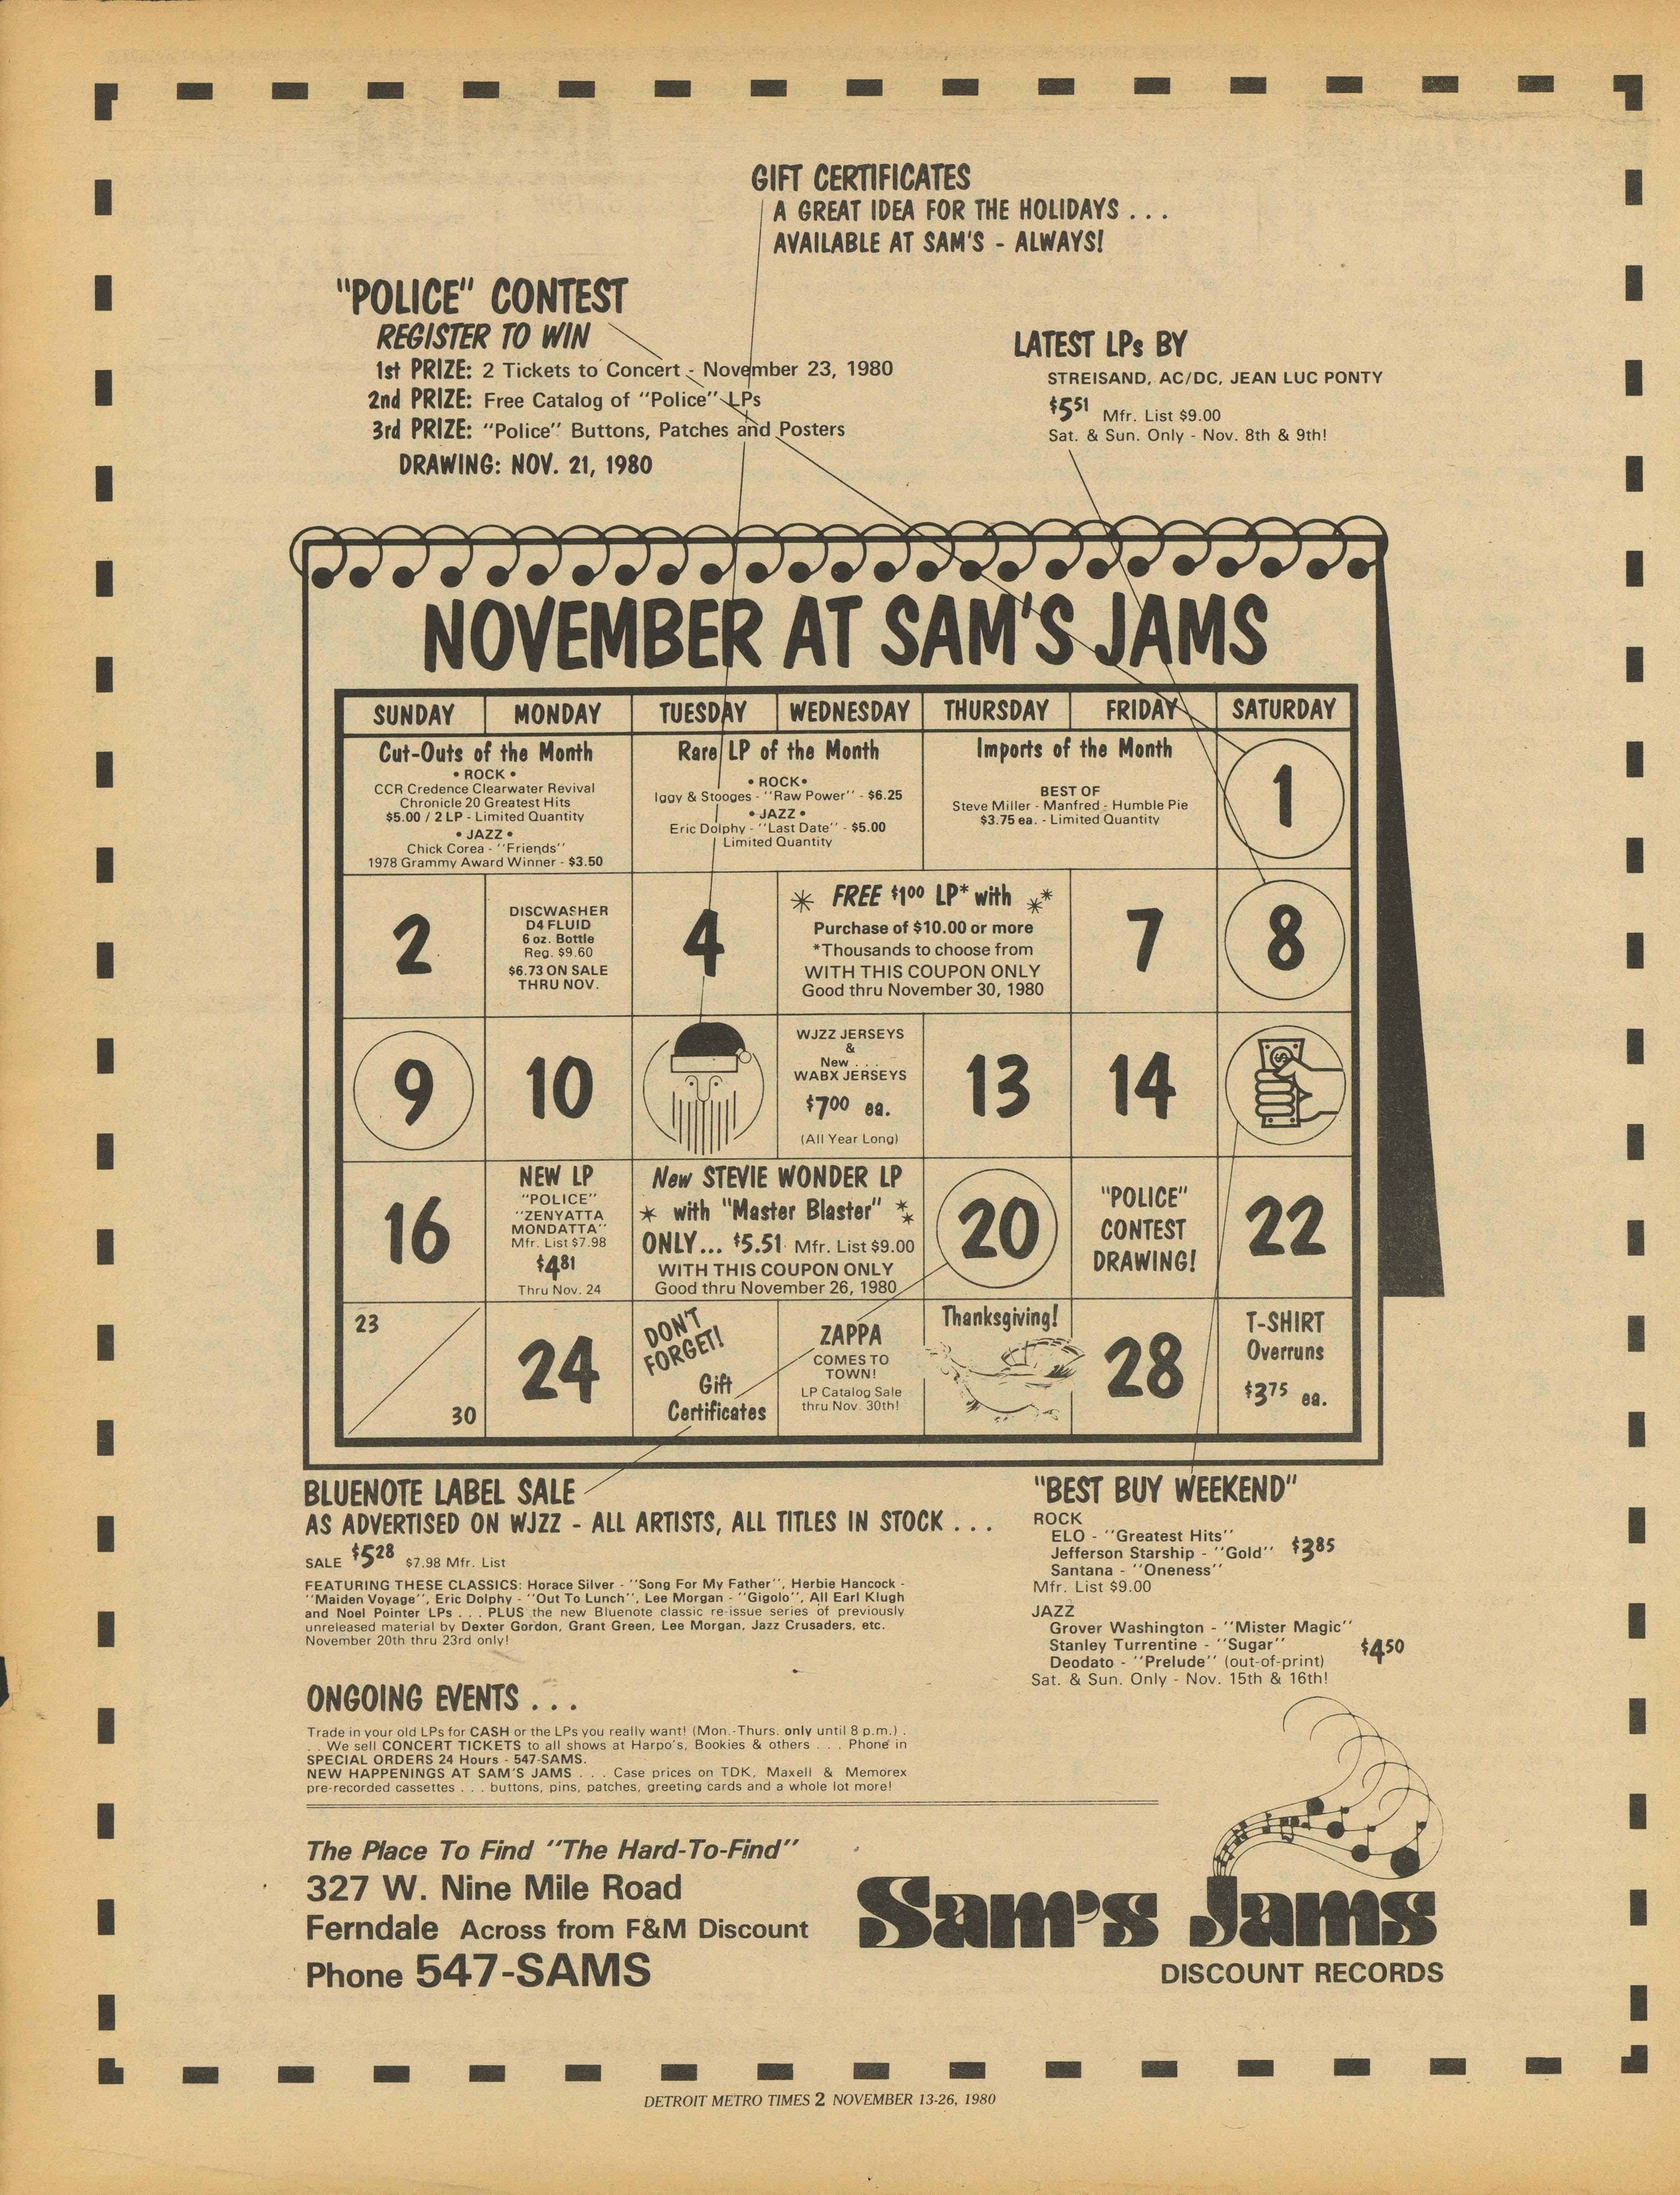 GIFT CERTIFICATES
A GREAT IDEA FOR THE HOLIDAYS . . .
AVAILABLE AT SAM'S - ALWAYS!
"POLICE" CONTEST
REGISTER TO WIN
1st PRIZE: 2 Tickets to Concert - November 23, 1980
2nd PRIZE: Free Catalog of "Police" LPs
3rd PRIZE: "Police" Buttons, Patches and Posters
DRAWING: NOV. 21, 1980
LATEST LPs BY
STREISAND, AC/DC, JEAN LUC PONTY
$5.51 Mfr. List $9.00
Sat. & Sun. Only - Nov. 8th & 9th!
NOVEMBER AT SAM'S JAMS
SUNDAY MONDAY TUESDAY WEDNESDAY THURSDAY FRIDAY SATURDAY
Cut-Outs of the Month
• ROCK •
CCR Credence Clearwater Revival
Chronicle 20 Greatest Hits
$5.00 / 2 LP - Limited Quantity
• JAZZ •
Chick Corea - "Friends"
1978 Grammy Award Winner - $3.50
Rare LP of the Month
• ROCK •
Iggy & Stooges - "Raw Power" - $6.25
• JAZZ •
Eric Dolphy - "Last Date" - $5.00
Limited Quantity
Imports of the Month
BEST OF
Steve Miller - Manfred - Humble Pie
$3.75 ea. - Limited Quantity
1
2
DISCWASHER
D4 FLUID
6 oz. Bottle
Reg. $9.60
$6.73 ON SALE
THRU NOV.
4
FREE $1.00 LP* with
Purchase of $10.00 or more
*Thousands to choose from
WITH THIS COUPON ONLY
Good thru November 30, 1980
7
8
9
10
WJZZ JERSEYS
&
New . . .
WABX JERSEYS
$7.00 ea.
(All Year Long)
13
14
$
16
NEW LP
"POLICE"
"ZENYATTA
MONDATTA"
Mfr. List $7.98
$4.81
Thru Nov. 24
New STEVIE WONDER LP
with "Master Blaster"
ONLY... $5.51 Mfr. List $9.00
WITH THIS COUPON ONLY
Good thru November 26, 1980
20
"POLICE"
CONTEST
DRAWING!
22
23
30
24
DON'T
FORGET!
Gift
Certificates
ZAPPA
COMES TO
TOWN!
LP Catalog Sale
thru Nov. 30th!
Thanksgiving!
28
T-SHIRT
Overruns
$3.75 ea.
BLUENOTE LABEL SALE
AS ADVERTISED ON WJZZ - ALL ARTISTS, ALL TITLES IN STOCK . . .
SALE $5.28 $7.98 Mfr. List
FEATURING THESE CLASSICS: Horace Silver - "Song For My Father", Herbie Hancock -
"Maiden Voyage", Eric Dolphy - "Out To Lunch", Lee Morgan - "Gigolo", All Earl Klugh
and Noel Pointer LPs . . . PLUS the new Bluenote classic re-issue series of previously
unreleased material by Dexter Gordon, Grant Green, Lee Morgan, Jazz Crusaders, etc.
November 20th thru 23rd only!
"BEST BUY WEEKEND"
ROCK
ELO - "Greatest Hits"
Jefferson Starship - "Gold" $3.85
Santana - "Oneness"
Mfr. List $9.00
JAZZ
Grover Washington - "Mister Magic"
Stanley Turrentine - "Sugar" $4.50
Deodato - "Prelude" (out-of-print)
Sat. & Sun. Only - Nov. 15th & 16th!
ONGOING EVENTS . . .
Trade in your old LPs for CASH or the LPs you really want! (Mon.-Thurs. only until 8 p.m.) .
. . We sell CONCERT TICKETS to all shows at Harpo's, Bookies & others . . . Phone in
SPECIAL ORDERS 24 Hours - 547-SAMS.
NEW HAPPENINGS AT SAM'S JAMS . . . Case prices on TDK, Maxell & Memorex
pre-recorded cassettes . . . buttons, pins, patches, greeting cards and a whole lot more!
The Place To Find "The Hard-To-Find"
327 W. Nine Mile Road
Ferndale Across from F&M Discount
Phone 547-SAMS
Sam's Jams
DISCOUNT RECORDS
DETROIT METRO TIMES 2 NOVEMBER 13-26, 1980